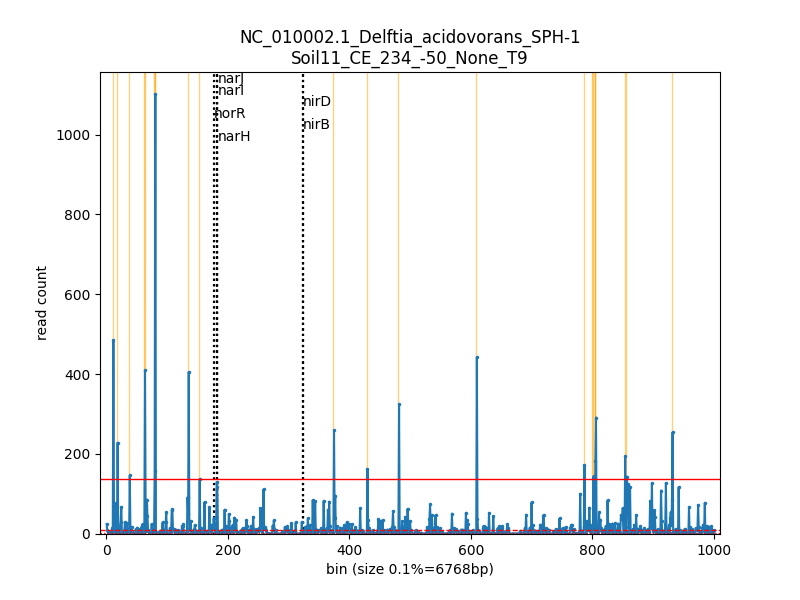 NC_010002.1_Delftia_acidovorans_SPH-1
Soil11_CE_234_-50_None_T9
narJ
narI
norR
narH
nirD
nirB
1000
800
600
400
200
0
read count
0
200
400
600
800
1000
bin (size 0.1%=6768bp)